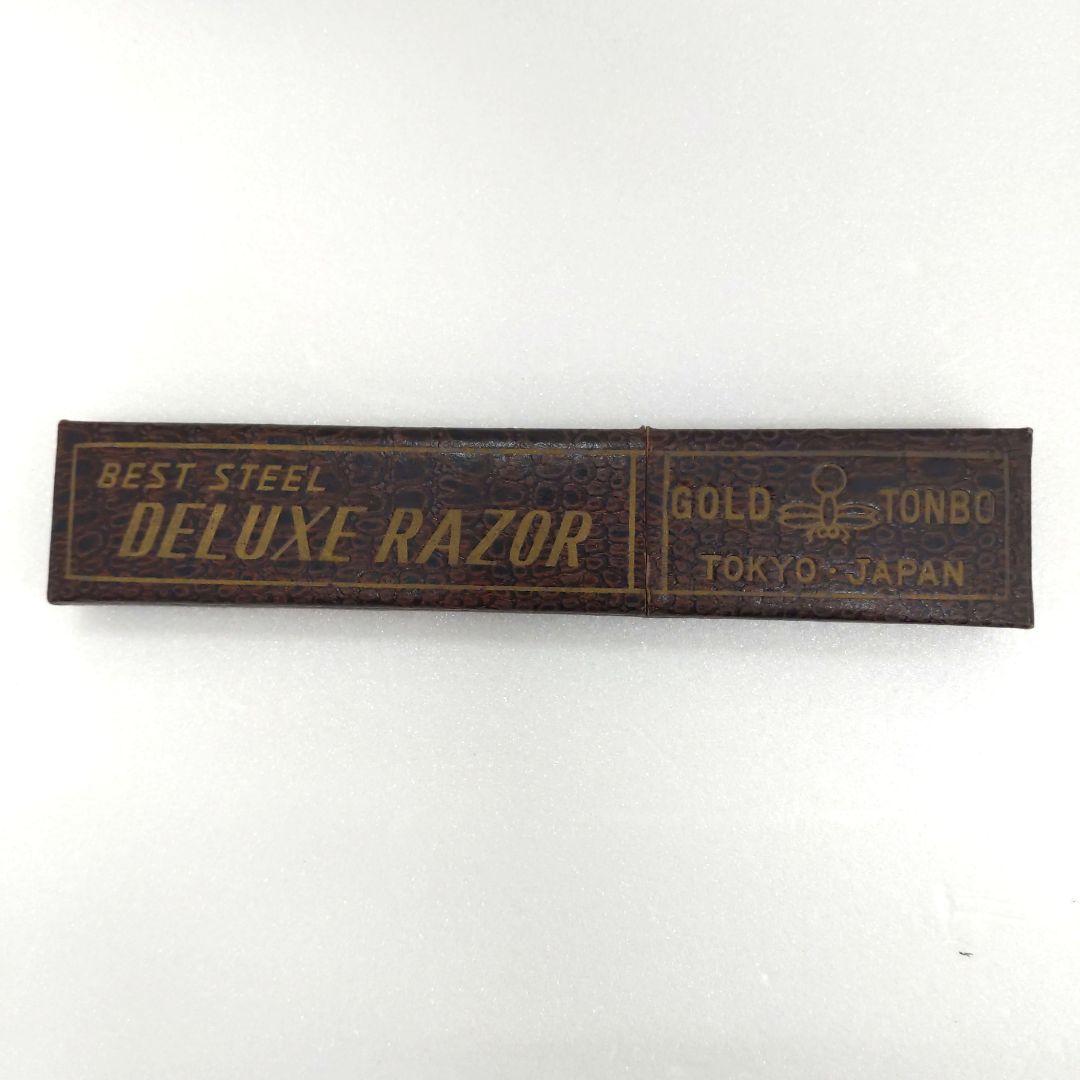 BEST STEEL
DELUXE RAZOR
GOLD TONBO
TOKYO・JAPAN